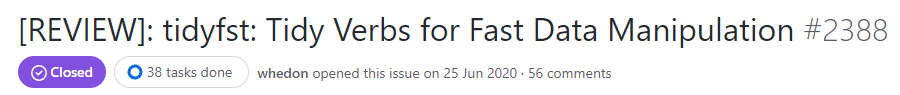 [REVIEW]: tidyfst: Tidy Verbs for Fast Data Manipulation #2388
Closed 38 tasks done whedon opened this issue on 25 Jun 2020 · 56 comments